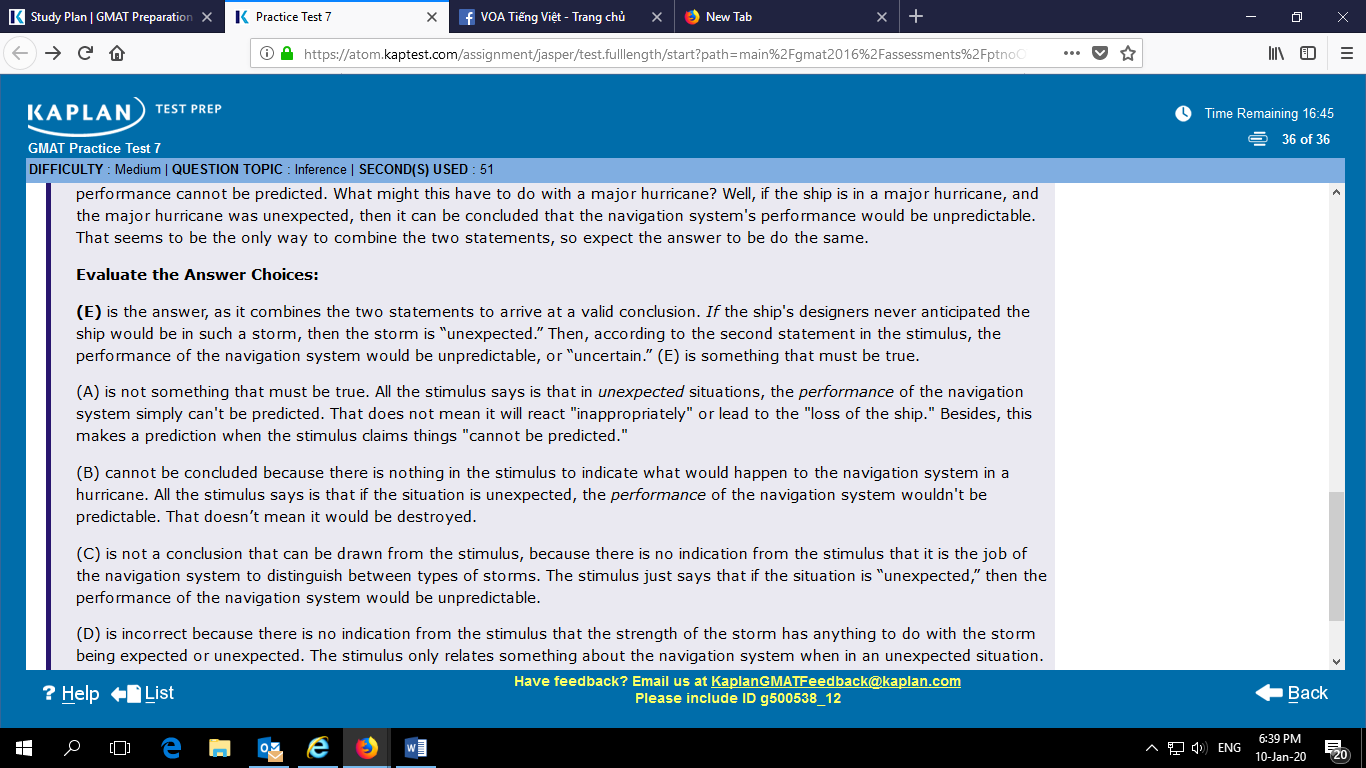 Study Plan | GMAT Preparation
Practice Test 7
VOA Tiếng Việt - Trang chủ
New Tab
https://atom.kaptest.com/assignment/jasper/test.fulllength/start?path=main%2Fgmat2016%2Fassessments%2Fptno
KAPLAN TEST PREP
Time Remaining 16:45
36 of 36
GMAT Practice Test 7
DIFFICULTY : Medium | QUESTION TOPIC : Inference | SECOND(S) USED : 51
performance cannot be predicted. What might this have to do with a major hurricane? Well, if the ship is in a major hurricane, and
the major hurricane was unexpected, then it can be concluded that the navigation system's performance would be unpredictable.
That seems to be the only way to combine the two statements, so expect the answer to be do the same.
Evaluate the Answer Choices:
(E) is the answer, as it combines the two statements to arrive at a valid conclusion. If the ship's designers never anticipated the
ship would be in such a storm, then the storm is “unexpected.” Then, according to the second statement in the stimulus, the
performance of the navigation system would be unpredictable, or “uncertain.” (E) is something that must be true.
(A) is not something that must be true. All the stimulus says is that in unexpected situations, the performance of the navigation
system simply can't be predicted. That does not mean it will react "inappropriately" or lead to the "loss of the ship." Besides, this
makes a prediction when the stimulus claims things "cannot be predicted."
(B) cannot be concluded because there is nothing in the stimulus to indicate what would happen to the navigation system in a
hurricane. All the stimulus says is that if the situation is unexpected, the performance of the navigation system wouldn't be
predictable. That doesn’t mean it would be destroyed.
(C) is not a conclusion that can be drawn from the stimulus, because there is no indication from the stimulus that it is the job of
the navigation system to distinguish between types of storms. The stimulus just says that if the situation is “unexpected,” then the
performance of the navigation system would be unpredictable.
(D) is incorrect because there is no indication from the stimulus that the strength of the storm has anything to do with the storm
being expected or unexpected. The stimulus only relates something about the navigation system when in an unexpected situation.
? Help
List
Have feedback? Email us at KaplanGMATFeedback@kaplan.com
Please include ID g500538_12
Back
ENG
6:39 PM
10-Jan-20
20